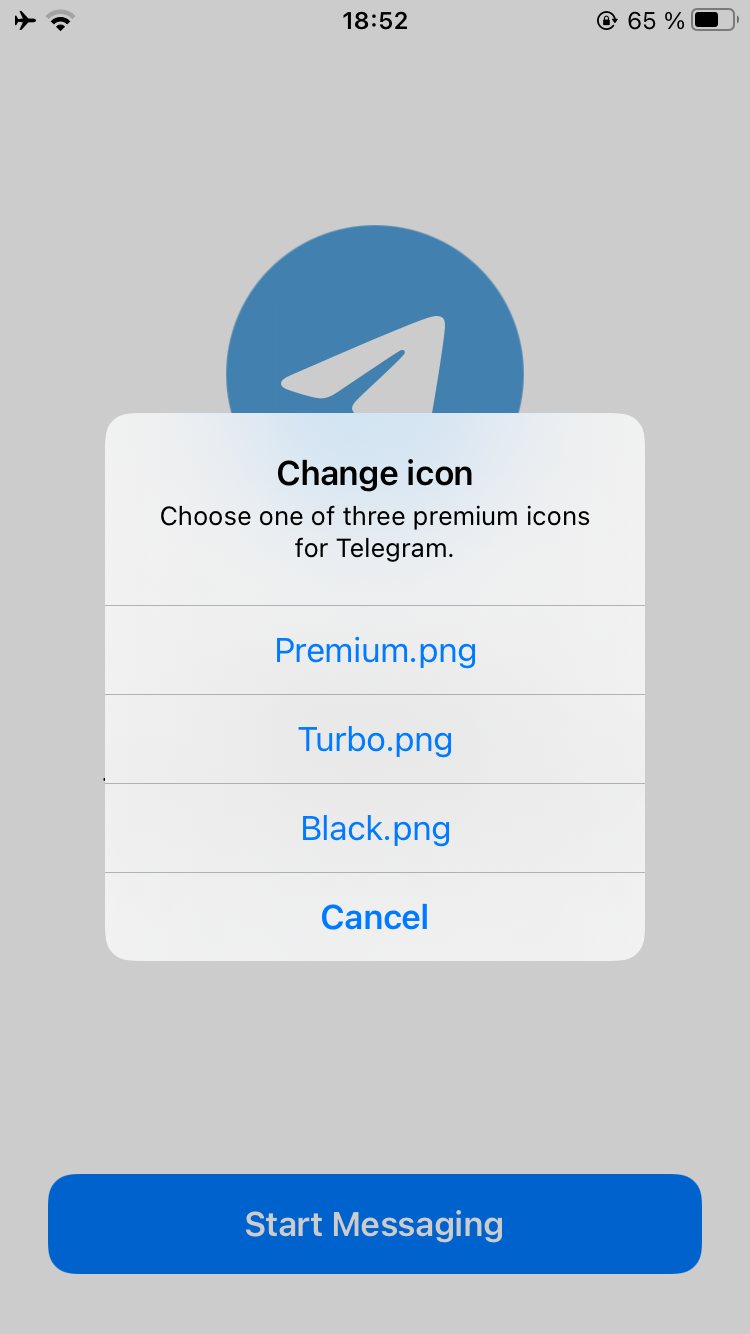 18:52
65 %
Change icon
Choose one of three premium icons
for Telegram.
Premium.png
Turbo.png
Black.png
Cancel
Start Messaging